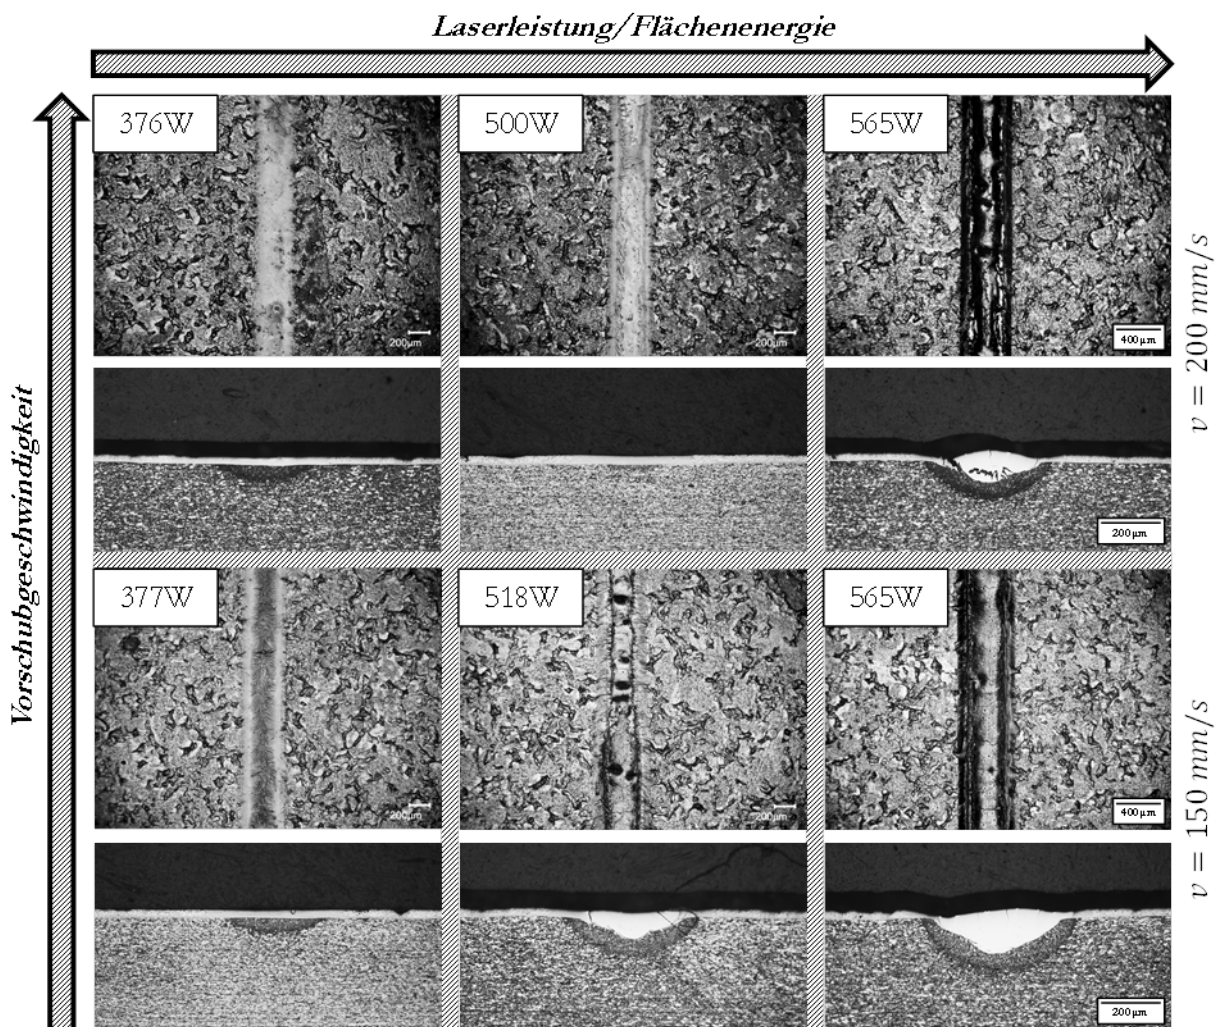 Laserleistung/Flächenenergie
Vorschubgeschwindigkeit
376W
500W
565W
200µm
200µm
400µm
v = 200 mm/s
200µm
377W
518W
565W
200µm
200µm
400µm
v = 150 mm/s
200µm